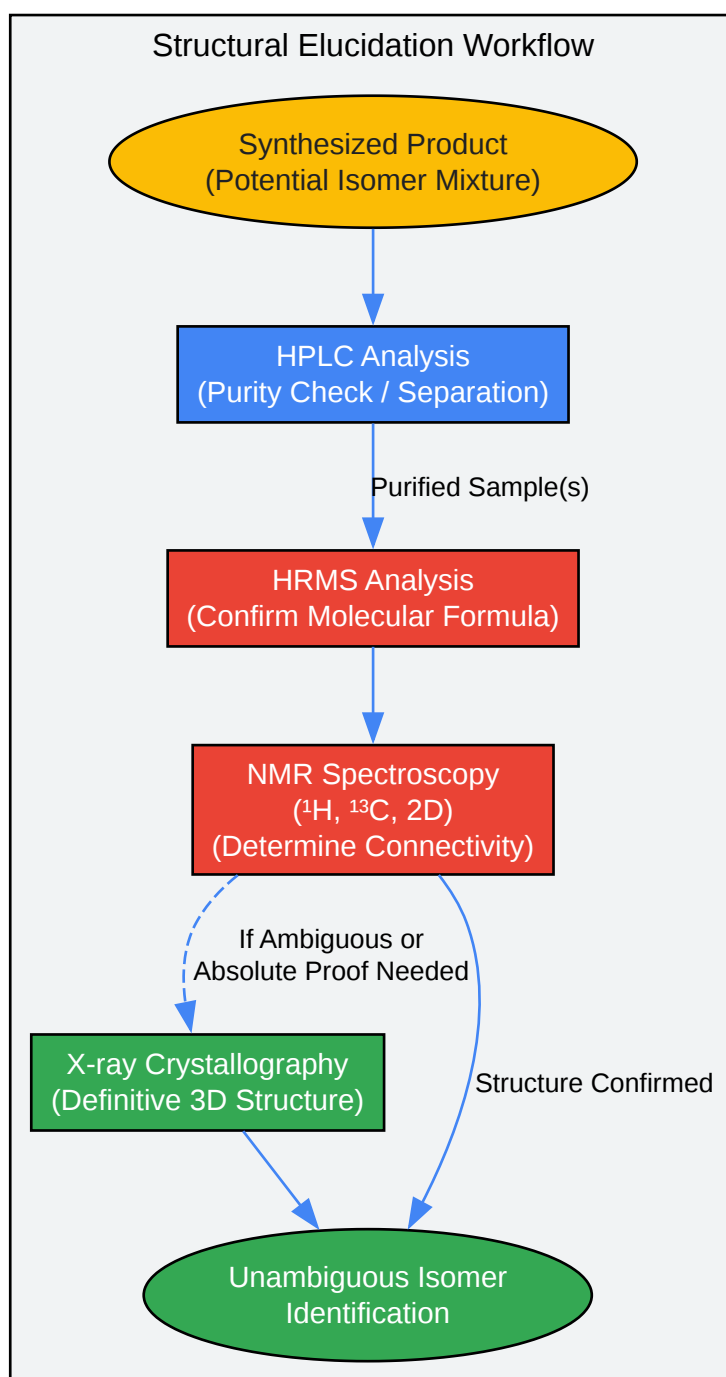 Structural Elucidation Workflow
Synthesized Product
(Potential Isomer Mixture)
HPLC Analysis
(Purity Check / Separation)
Purified Sample(s)
HRMS Analysis
(Confirm Molecular Formula)
NMR Spectroscopy
(¹H, ¹³C, 2D)
(Determine Connectivity)
If Ambiguous or
Absolute Proof Needed
X-ray Crystallography
(Definitive 3D Structure)
Structure Confirmed
Unambiguous Isomer
Identification